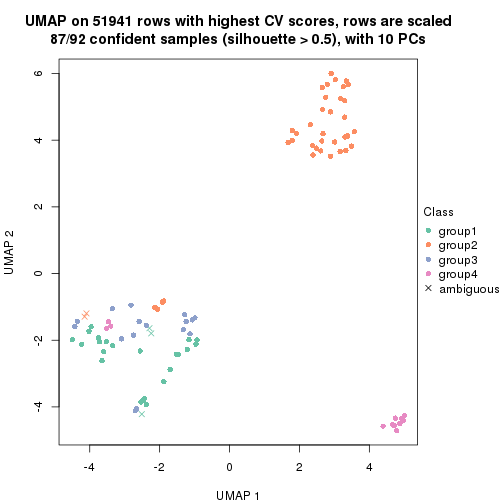 UMAP on 51941 rows with highest CV scores, rows are scaled
87/92 confident samples (silhouette > 0.5), with 10 PCs
6
4
2
0
-2
-4
UMAP 2
-4
-2
0
2
4
UMAP 1
Class
group1
group2
group3
group4
ambiguous